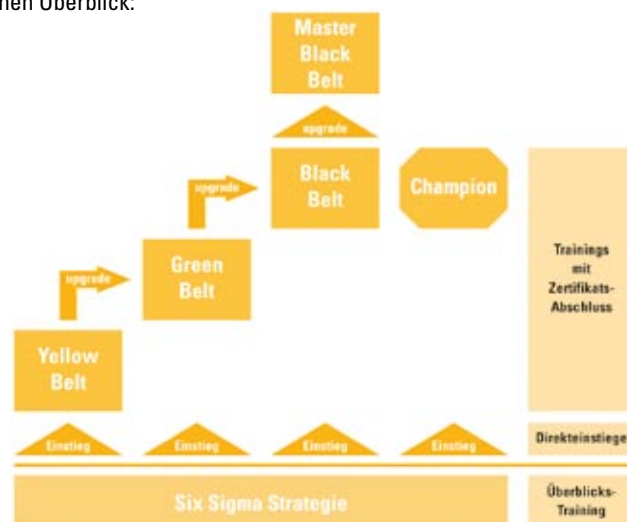 nen Überblick:
Master
Black
Belt
upgrade
Black
Belt
Champion
upgrade
Green
Belt
upgrade
Yellow
Belt
Trainings
mit
Zertifikats-
Abschluss
Einstieg
Einstieg
Einstieg
Einstieg
Direkteinstiege
Six Sigma Strategie
Überblicks-
Training